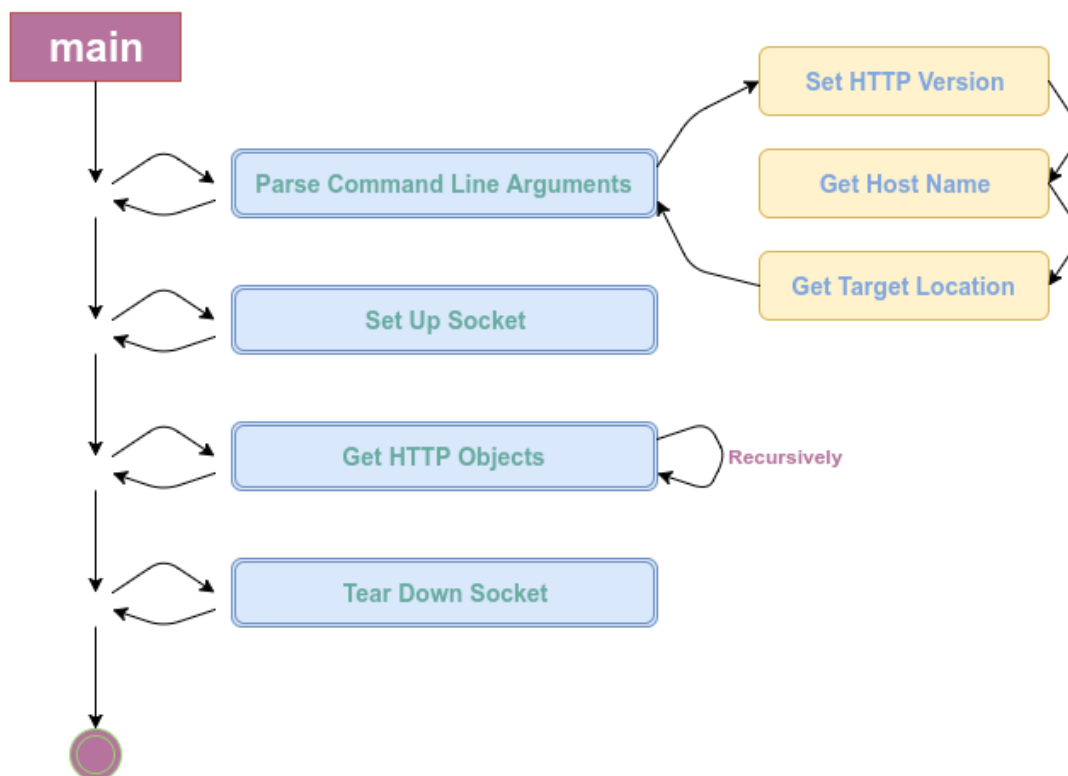 main
Set HTTP Version
Parse Command Line Arguments
Get Host Name
Get Target Location
Set Up Socket
Get HTTP Objects
Recursively
Tear Down Socket